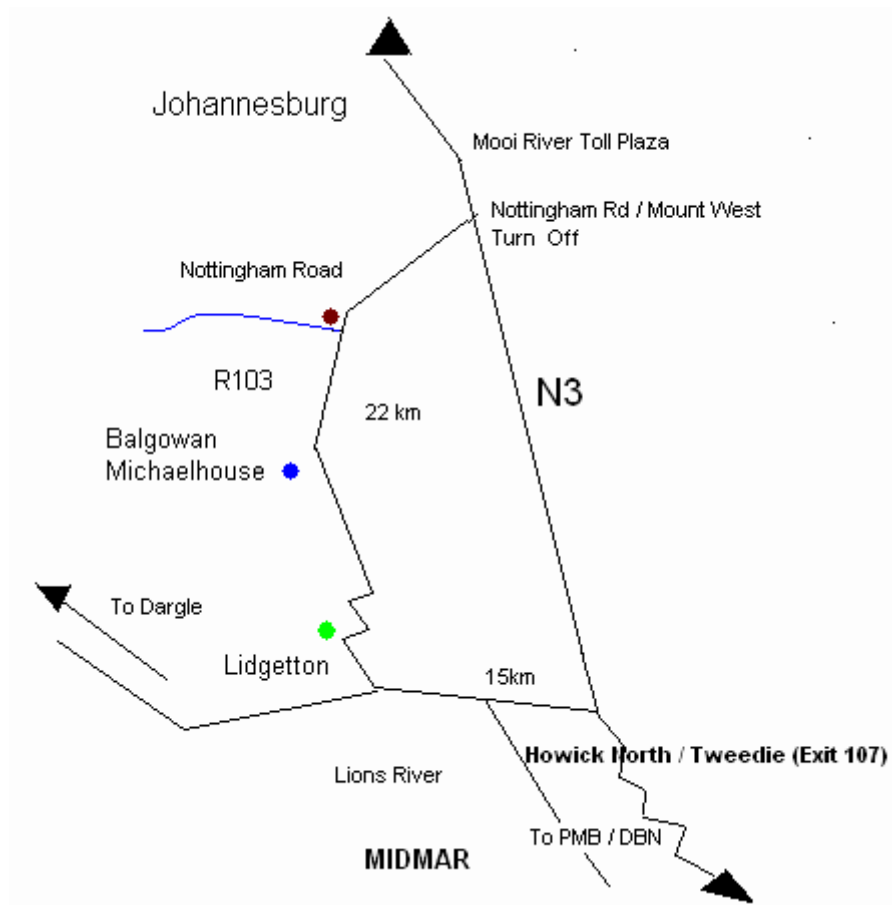 Johannesburg
Mooi River Toll Plaza
Nottingham Rd / Mount West
Turn Off
Nottingham Road
R103
N3
22 km
Balgowan
Michaelhouse
To Dargle
Lidgetton
15km
Howick North / Tweedie (Exit 107)
Lions River
To PMB / DBN
MIDMAR